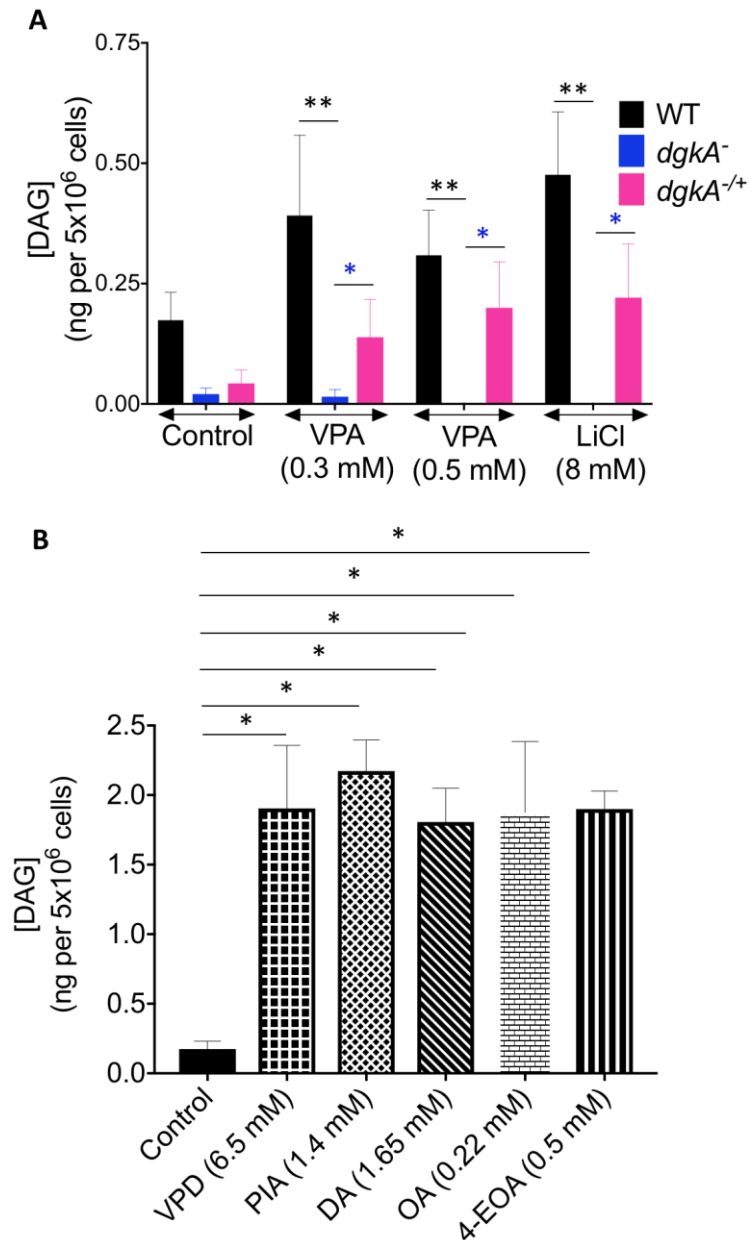 A
[DAG]
(ng per 5x10⁶ cells)
0.75
0.50
0.25
0.00
**
*
**
*
**
*
WT
dgkA⁻
dgkA⁻/⁺
Control
VPA
(0.3 mM)
VPA
(0.5 mM)
LiCl
(8 mM)
B
*
*
*
*
*
*
[DAG]
(ng per 5x10⁶ cells)
2.5
2.0
1.5
1.0
0.5
0.0
Control
VPD (6.5 mM)
PIA (1.4 mM)
DA (1.65 mM)
OA (0.22 mM)
4-EOA (0.5 mM)